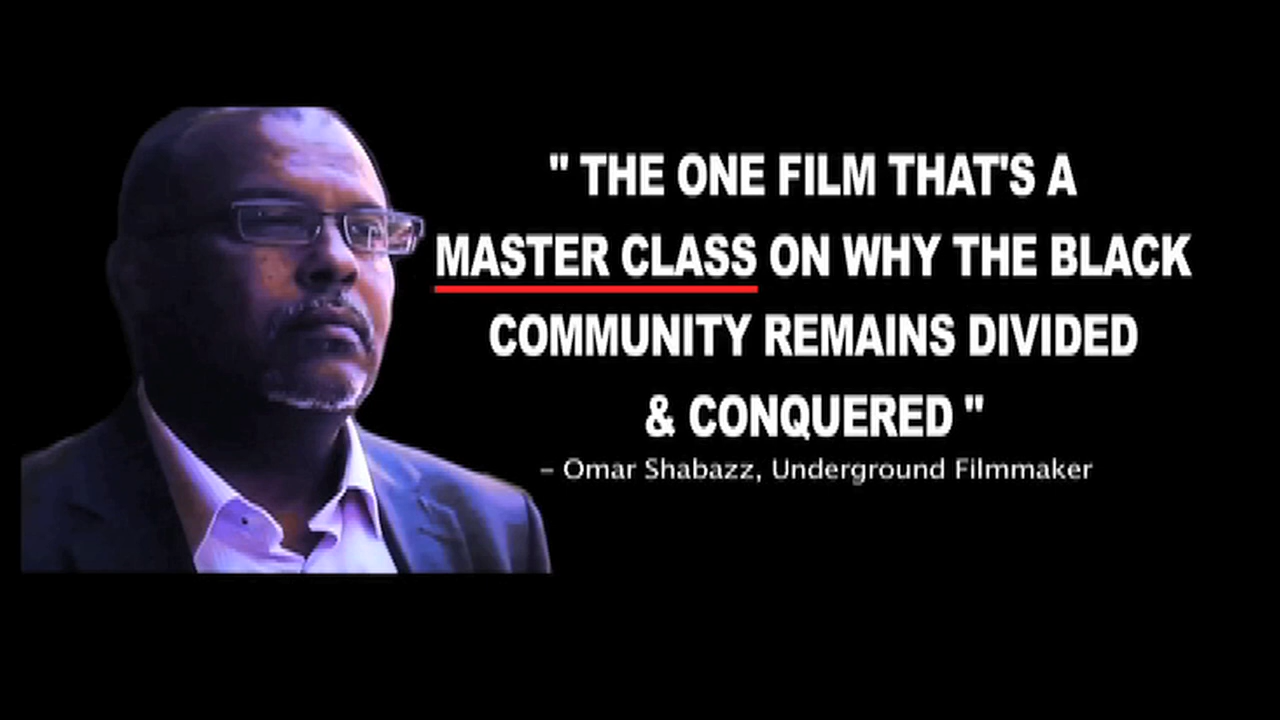 " THE ONE FILM THAT'S A
MASTER CLASS ON WHY THE BLACK
COMMUNITY REMAINS DIVIDED
& CONQUERED "
– Omar Shabazz, Underground Filmmaker